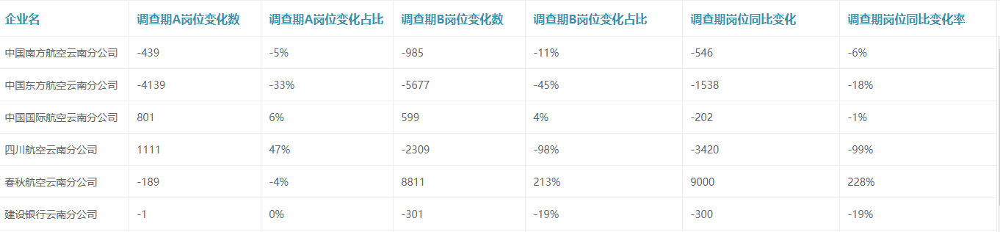 企业名 调查期A岗位变化数 调查期A岗位变化占比 调查期B岗位变化数 调查期B岗位变化占比 调查期岗位同比变化 调查期岗位同比变化率
中国南方航空云南分公司 -439 -5% -985 -11% -546 -6%
中国东方航空云南分公司 -4139 -33% -5677 -45% -1538 -18%
中国国际航空云南分公司 801 6% 599 4% -202 -1%
四川航空云南分公司 1111 47% -2309 -98% -3420 -99%
春秋航空云南分公司 -189 -4% 8811 213% 9000 228%
建设银行云南分公司 -1 0% -301 -19% -300 -19%